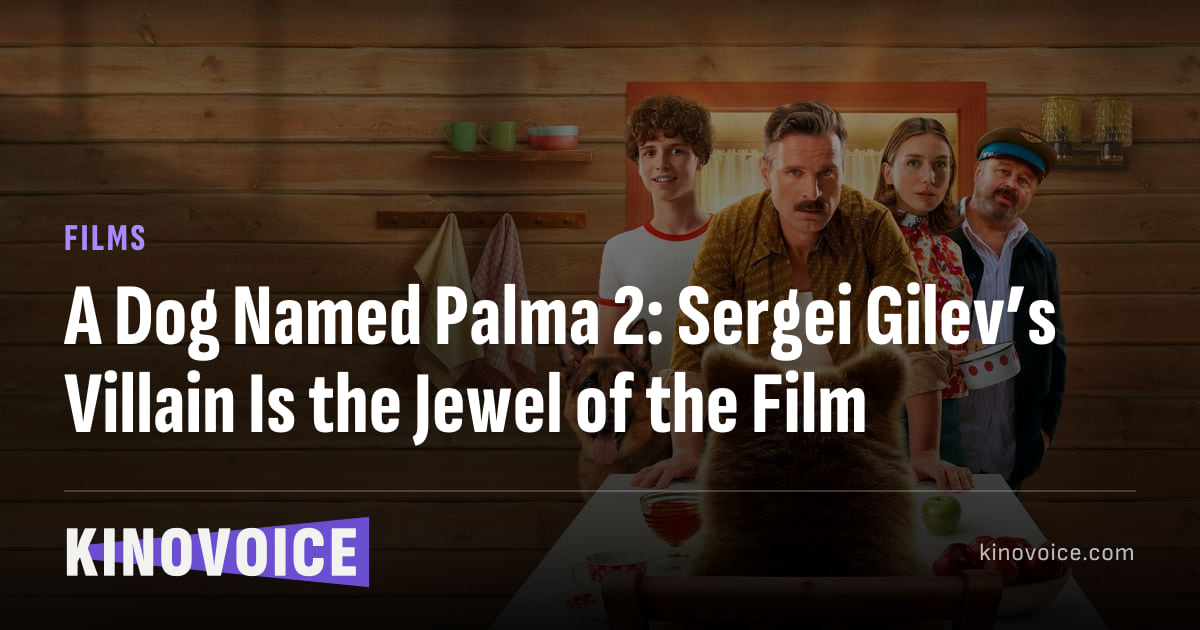 FILMS
A Dog Named Palma 2: Sergei Gilev’s
Villain Is the Jewel of the Film
KINOVOICE
kinovoice.com